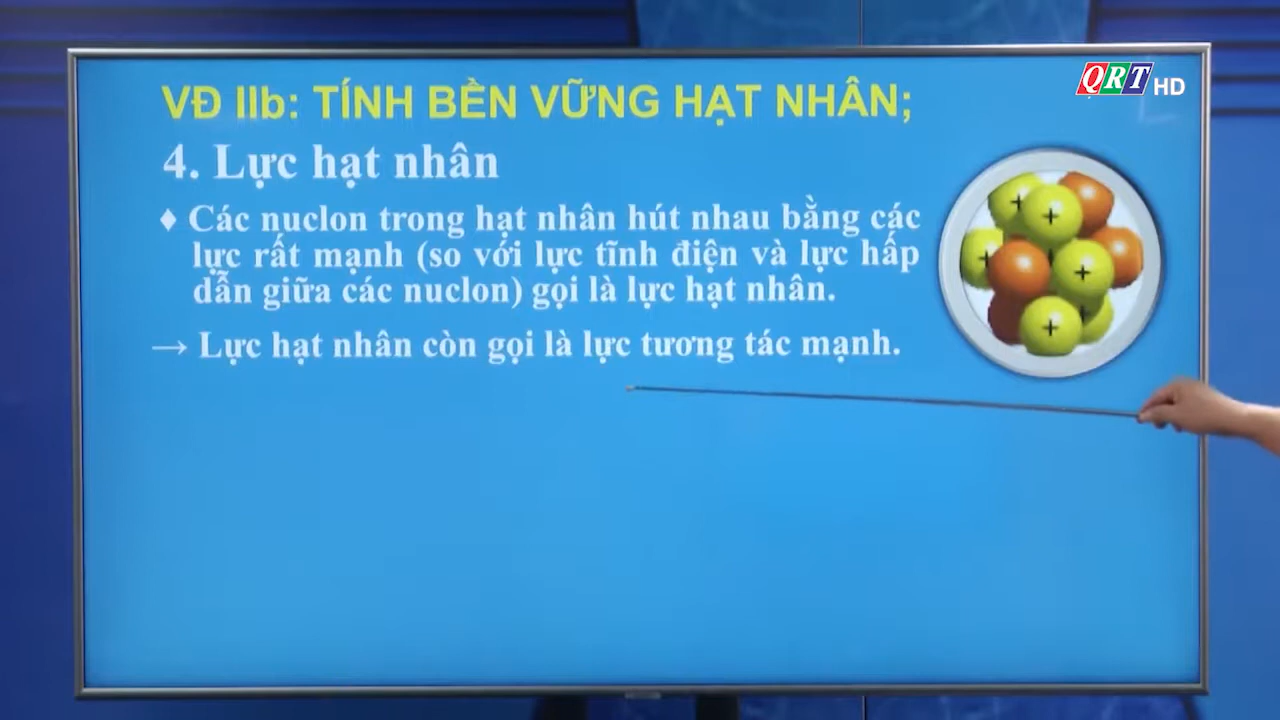 QRT HD
VĐ IIb: TÍNH BỀN VỮNG HẠT NHÂN;
4. Lực hạt nhân
♦ Các nuclon trong hạt nhân hút nhau bằng các
lực rất mạnh (so với lực tĩnh điện và lực hấp
dẫn giữa các nuclon) gọi là lực hạt nhân.
→ Lực hạt nhân còn gọi là lực tương tác mạnh.
+
+
+
+
+
+